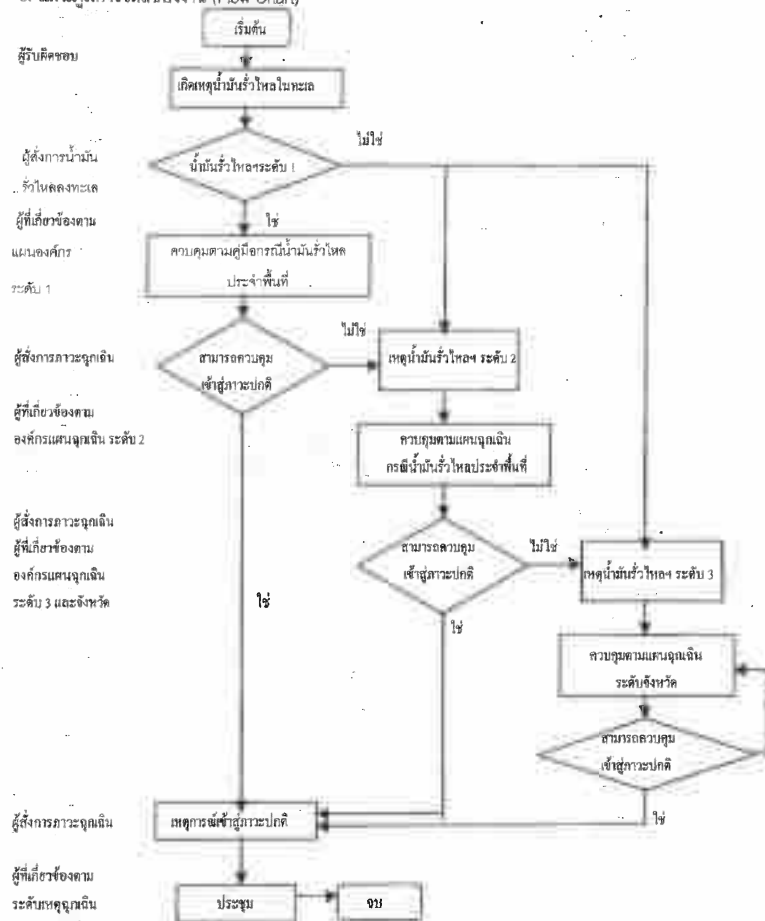 (Flow Chart)
เริ่มต้น
ผู้รับผิดชอบ
เกิดเหตุน้ำมันรั่วไหลในทะเล
ไม่ใช่
ผู้สั่งการน้ำมัน
รั่วไหลลงทะเล
น้ำมันรั่วไหลฯระดับ 1
ใช่
ผู้ที่เกี่ยวข้องตาม
แผนองค์กร
ระดับ 1
ควบคุมตามคู่มือกรณีน้ำมันรั่วไหล
ประจำพื้นที่
ไม่ใช่
ผู้สั่งการภาวะฉุกเฉิน
สามารถควบคุม
เข้าสู่ภาวะปกติ
เหตุน้ำมันรั่วไหลฯ ระดับ 2
ผู้ที่เกี่ยวข้องตาม
องค์กรแผนฉุกเฉิน ระดับ 2
ควบคุมตามแผนฉุกเฉิน
กรณีน้ำมันรั่วไหลประจำพื้นที่
ผู้สั่งการภาวะฉุกเฉิน
ผู้ที่เกี่ยวข้องตาม
องค์กรแผนฉุกเฉิน
ระดับ 3 และจังหวัด
สามารถควบคุม
เข้าสู่ภาวะปกติ
ไม่ใช่
เหตุน้ำมันรั่วไหลฯ ระดับ 3
ใช่
ใช่
ควบคุมตามแผนฉุกเฉิน
ระดับจังหวัด
สามารถควบคุม
เข้าสู่ภาวะปกติ
ใช่
ผู้สั่งการภาวะฉุกเฉิน
เหตุการณ์เข้าสู่ภาวะปกติ
ผู้ที่เกี่ยวข้องตาม
ระดับเหตุฉุกเฉิน
ประชุม
จบ